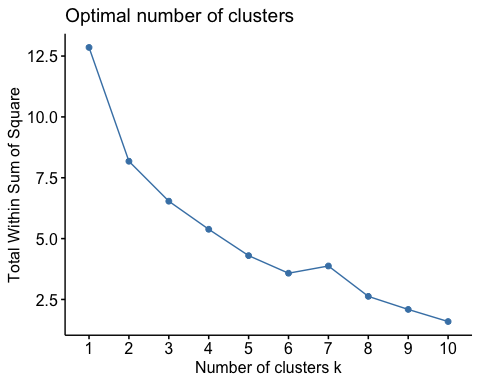 Optimal number of clusters
Total Within Sum of Square
12.5
10.0
7.5
5.0
2.5
1 2 3 4 5 6 7 8 9 10
Number of clusters k